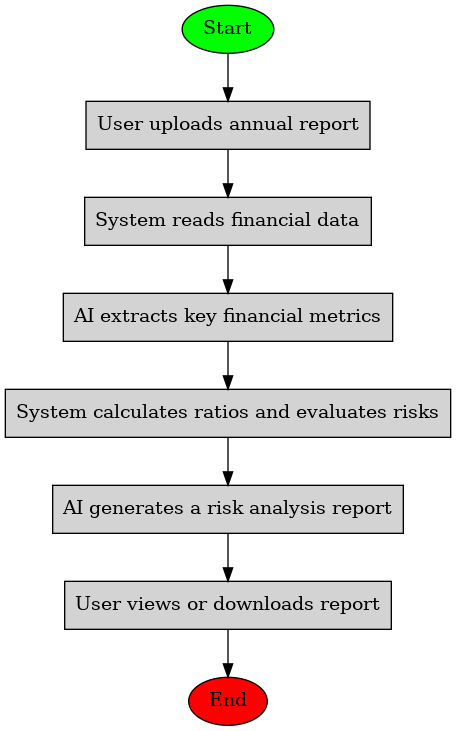 Start
User uploads annual report
System reads financial data
AI extracts key financial metrics
System calculates ratios and evaluates risks
AI generates a risk analysis report
User views or downloads report
End